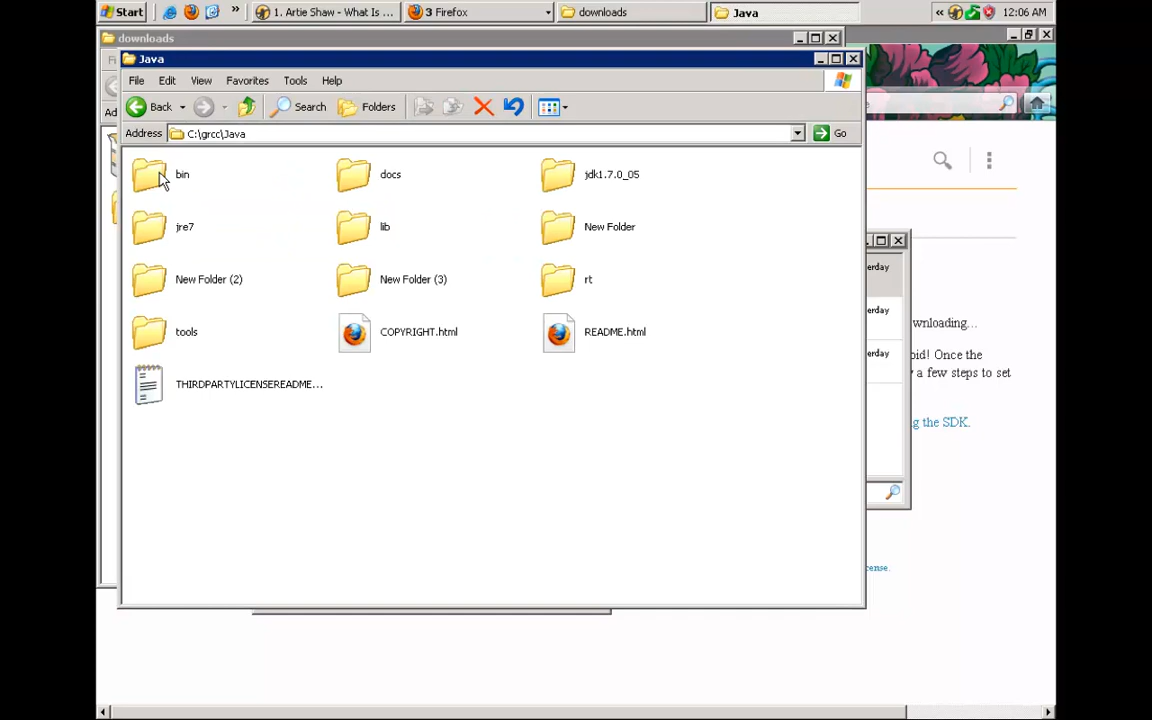 Start
»
1. Artie Shaw - What Is ...
3 Firefox
downloads
Java
«
12:06 AM
downloads
Java
File Edit View Favorites Tools Help
Back
Search
Folders
Address
C:\grcc\Java
Go
bin
docs
jdk1.7.0_05
jre7
lib
New Folder
New Folder (2)
New Folder (3)
rt
tools
COPYRIGHT.html
README.html
THIRDPARTYLICENSEREADME...
erday
wnloading...
oid! Once the
y a few steps to set
g the SDK.
ense.